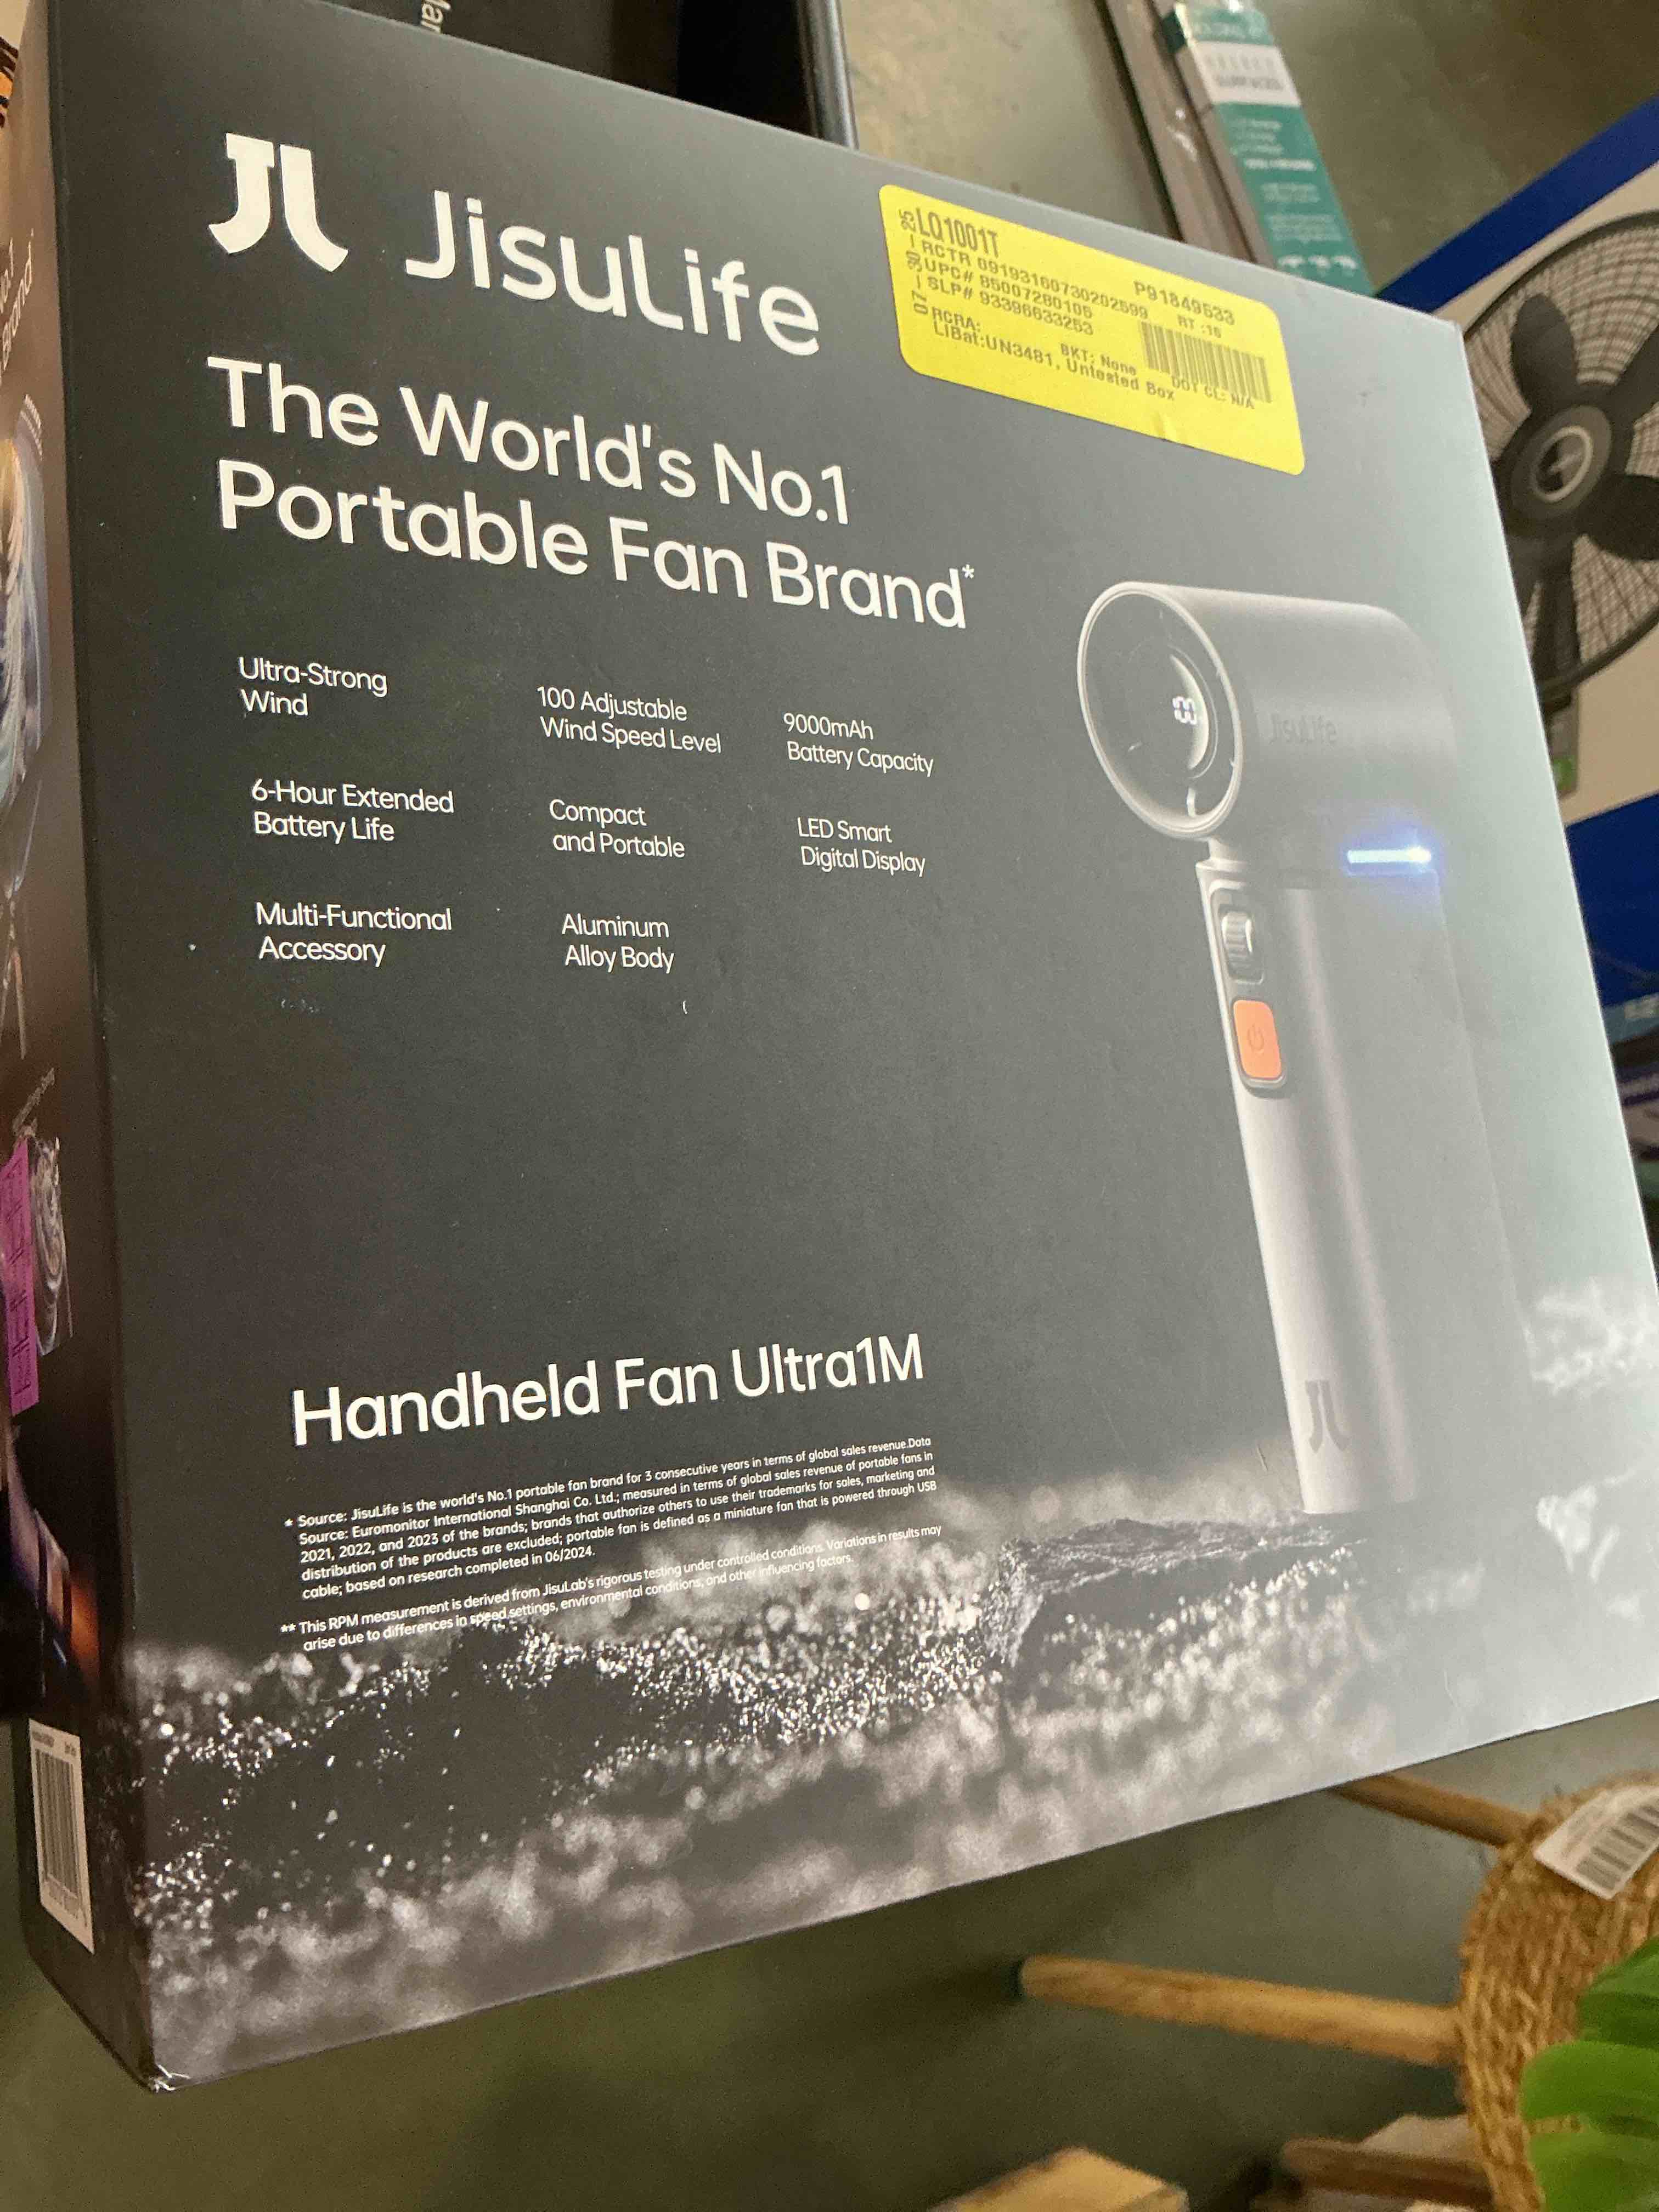 JisuLife
LQ1001T
P91849533
RCTR 09193160730202599
RT :15
UPC# 85007280105
SLP# 93396633253
RCRA:
BKT: None
DOT CL: N/A
LIBat:UN3481, Untested Box
The World's No.1
Portable Fan Brand*
Ultra-Strong
Wind
100 Adjustable
Wind Speed Level
9000mAh
Battery Capacity
6-Hour Extended
Battery Life
Compact
and Portable
LED Smart
Digital Display
Multi-Functional
Accessory
Aluminum
Alloy Body
100
JisuLife
Handheld Fan Ultra1M
* Source: JisuLife is the world's No.1 portable fan brand for 3 consecutive years in terms of global sales revenue.Data
Source: Euromonitor International Shanghai Co. Ltd.; measured in terms of global sales revenue of portable fans in
2021, 2022, and 2023 of the brands; brands that authorize others to use their trademarks for sales, marketing and
distribution of the products are excluded; portable fan is defined as a miniature fan that is powered through USB
cable; based on research completed in 06/2024.
** This RPM measurement is derived from JisuLab's rigorous testing under controlled conditions. Variations in results may
arise due to differences in speed settings, environmental conditions, and other influencing factors.